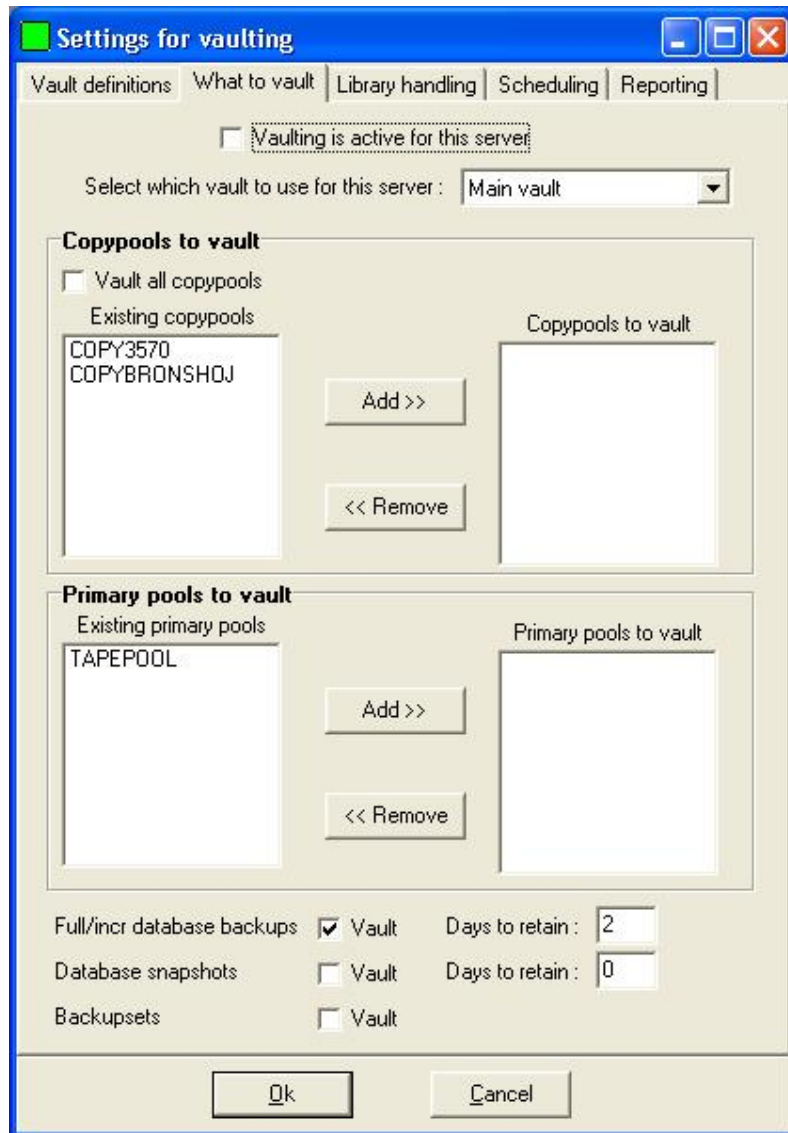 Settings for vaulting
Vault definitions What to vault Library handling Scheduling Reporting
Vaulting is active for this server
Select which vault to use for this server : Main vault
Copypools to vault
Vault all copypools
Existing copypools
Copypools to vault
COPY3570
COPYBRONSHOJ
Add >>
<< Remove
Primary pools to vault
Existing primary pools
Primary pools to vault
TAPEPOOL
Add >>
<< Remove
Full/incr database backups Vault Days to retain : 2
Database snapshots Vault Days to retain : 0
Backupsets Vault
Ok Cancel